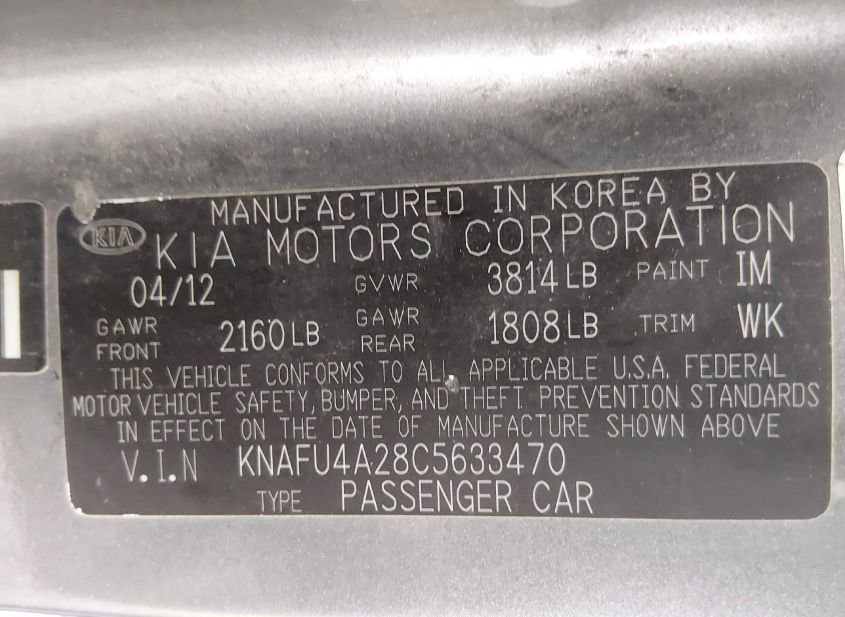 MANUFACTURED IN KOREA BY
KIA KIA MOTORS CORPORATION
04/12 GVWR 3814 LB PAINT IM
GAWR FRONT 2160 LB GAWR REAR 1808 LB TRIM WK
THIS VEHICLE CONFORMS TO ALL APPLICABLE U.S.A. FEDERAL
MOTOR VEHICLE SAFETY, BUMPER, AND THEFT PREVENTION STANDARDS
IN EFFECT ON THE DATE OF MANUFACTURE SHOWN ABOVE
V.I.N KNAFU4A28C5633470
TYPE PASSENGER CAR